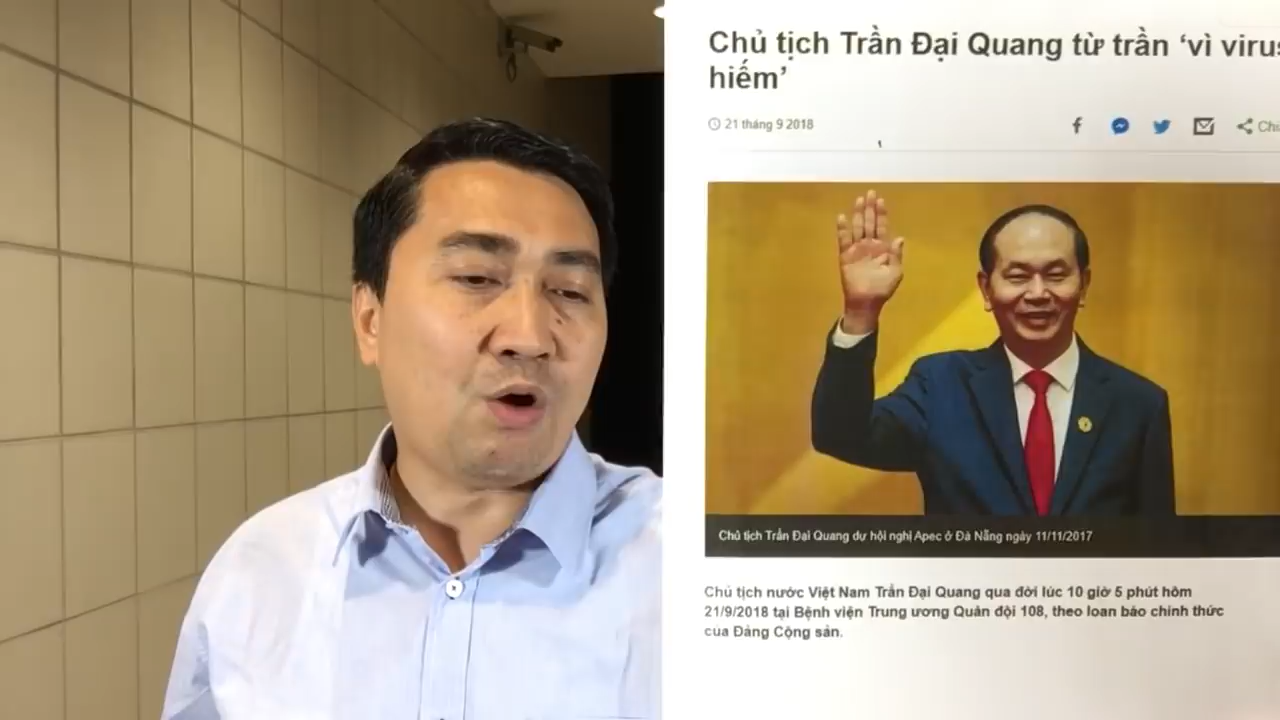 Chủ tịch Trần Đại Quang từ trần ‘vì virus
hiếm’
21 tháng 9 2018
Chủ tịch Trần Đại Quang dự hội nghị Apec ở Đà Nẵng ngày 11/11/2017
Chủ tịch nước Việt Nam Trần Đại Quang qua đời lúc 10 giờ 5 phút hôm
21/9/2018 tại Bệnh viện Trung ương Quân đội 108, theo loan báo chính thức
của Đảng Cộng sản.